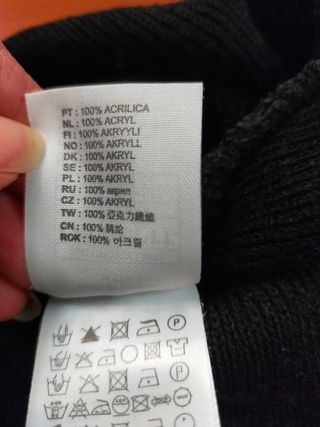 PT : 100% ACRILICA
NL : 100% ACRYL
FI : 100% AKRYYLI
NO : 100% AKRYLL
DK : 100% AKRYL
SE : 100% AKRYL
PL : 100% AKRYL
RU : 100% акрил
CZ : 100% AKRYL
TW : 100% 亞克力纖維
CN : 100% 腈纶
ROK : 100% 아크릴
P
P